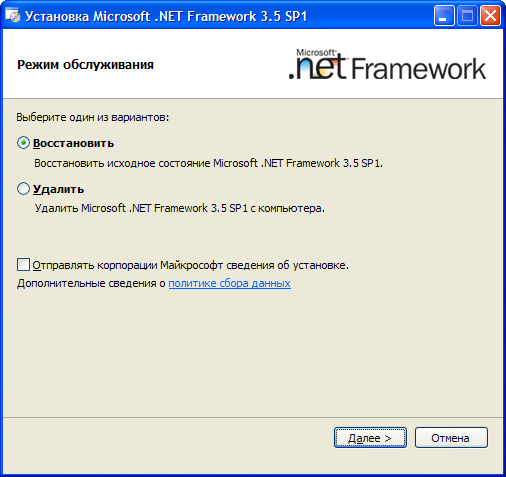 Установка Microsoft .NET Framework 3.5 SP1
Режим обслуживания
Microsoft
.net Framework
Выберите один из вариантов:
Восстановить
Восстановить исходное состояние Microsoft .NET Framework 3.5 SP1.
Удалить
Удалить Microsoft .NET Framework 3.5 SP1 с компьютера.
Отправлять корпорации Майкрософт сведения об установке.
Дополнительные сведения о политике сбора данных
Далее > Отмена